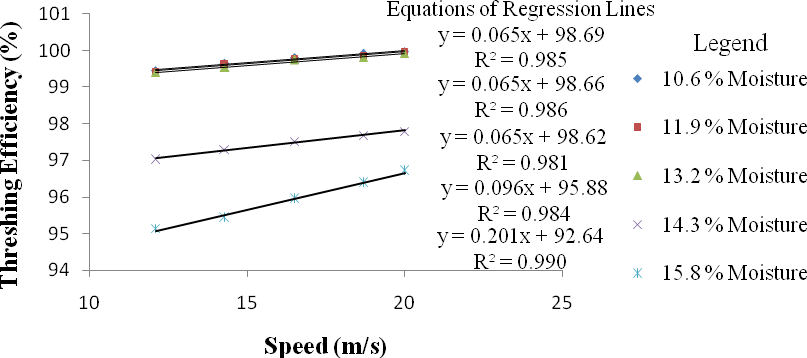 Equations of Regression Lines
y = 0.065x + 98.69
R² = 0.985
y = 0.065x + 98.66
R² = 0.986
y = 0.065x + 98.62
R² = 0.981
y = 0.096x + 95.88
R² = 0.984
y = 0.201x + 92.64
R² = 0.990
Legend
10.6 % Moisture
11.9 % Moisture
13.2 % Moisture
14.3 % Moisture
15.8 % Moisture
Threshing Efficiency (%)
101
100
99
98
97
96
95
94
10
15
20
25
Speed (m/s)